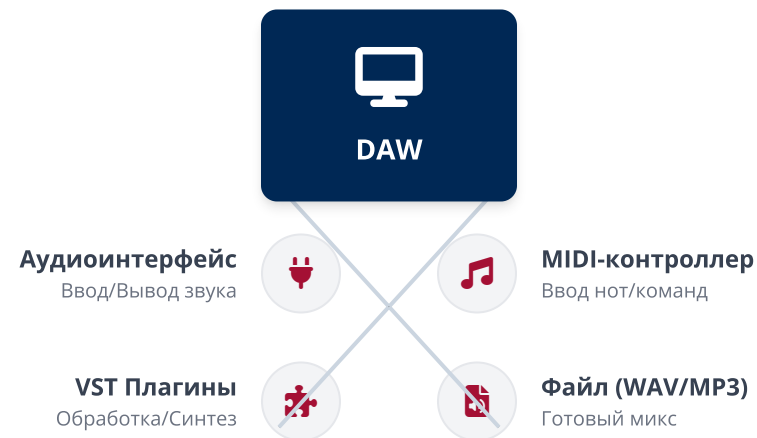 DAW
Аудиоинтерфейс
Ввод/Вывод звука
MIDI-контроллер
Ввод нот/команд
VST Плагины
Обработка/Синтез
Файл (WAV/MP3)
Готовый микс